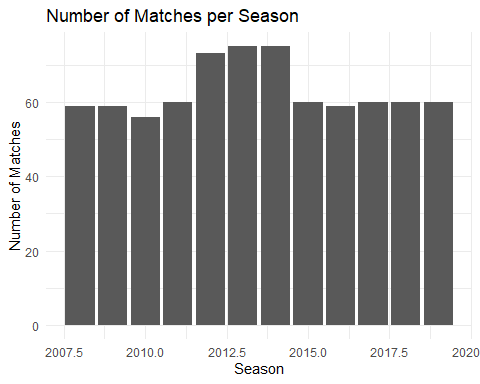 Number of Matches per Season
Number of Matches
60
40
20
0
2007.5 2010.0 2012.5 2015.0 2017.5 2020
Season